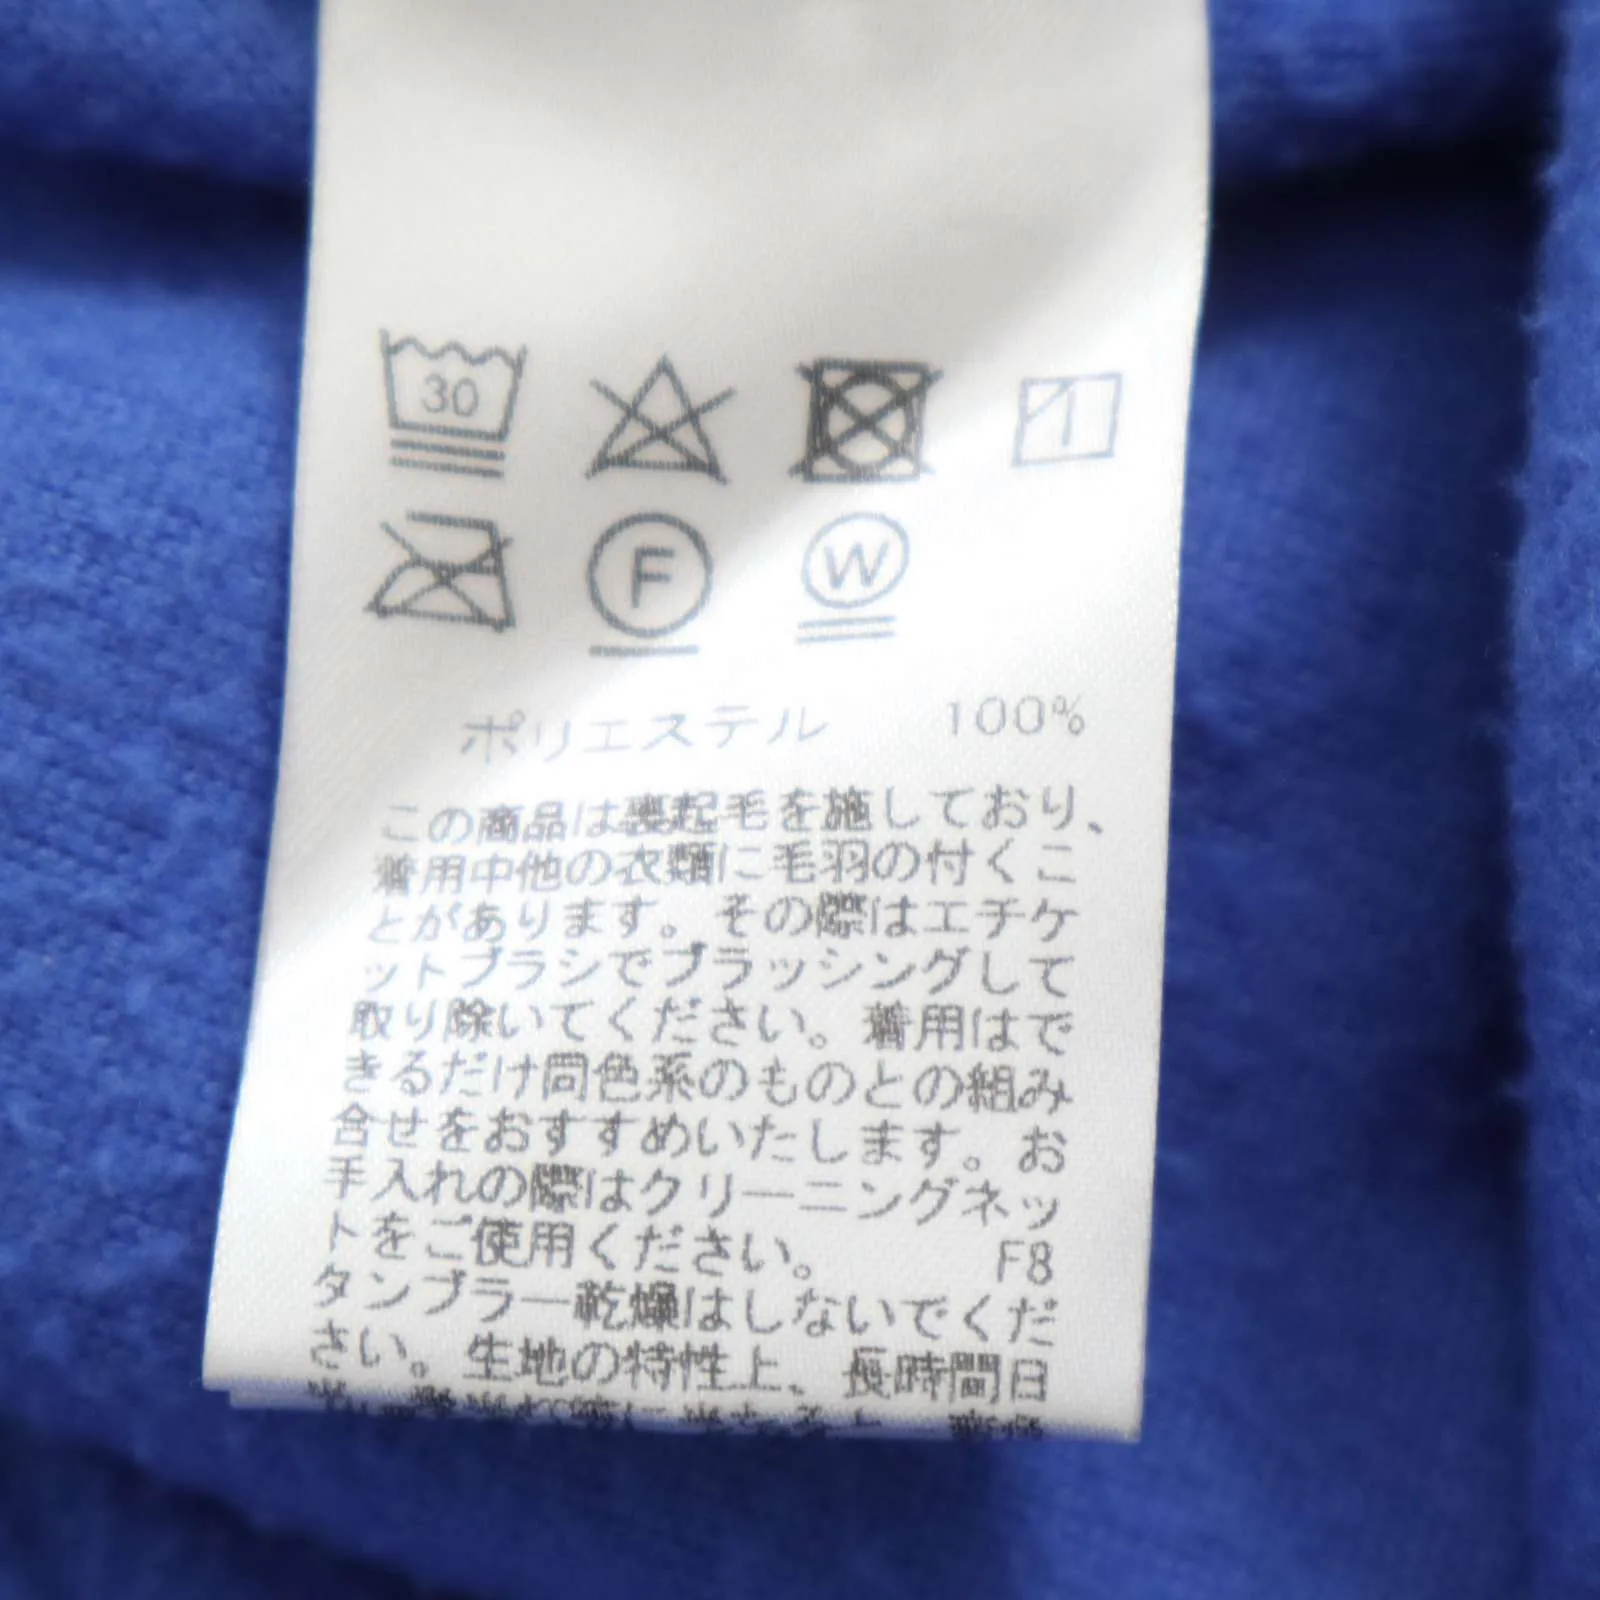 30
F W
ポリエステル 100%
この商品は裏起毛を施しており、
着用中他の衣類に毛羽の付くこ
とがあります。その際はエチケ
ットブラシでブラッシングして
取り除いてください。着用はで
きるだけ同色系のものとの組み
合せをおすすめいたします。お
手入れの際はクリーニングネッ
トをご使用ください。 F8
タンブラー乾燥はしないでくだ
さい。生地の特性上、長時間日